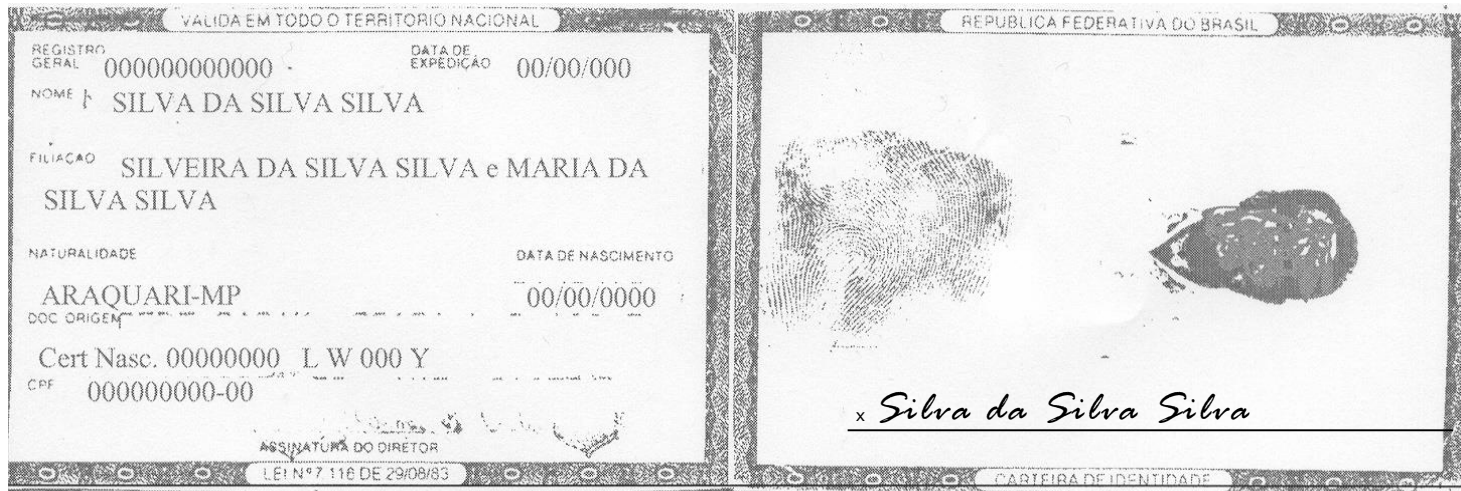 VALIDA EM TODO O TERRITORIO NACIONAL
REGISTRO GERAL 000000000000
DATA DE EXPEDIÇÃO 00/00/000
NOME SILVA DA SILVA SILVA
FILIAÇÃO SILVEIRA DA SILVA SILVA e MARIA DA
SILVA SILVA
NATURALIDADE DATA DE NASCIMENTO
ARAQUARI-MP 00/00/0000
DOC ORIGEM
Cert Nasc. 00000000 L W 000 Y
CPF 000000000-00
ASSINATURA DO DIRETOR
LEI Nº 7.116 DE 29/08/83
REPUBLICA FEDERATIVA DO BRASIL
x Silva da Silva Silva
CARTEIRA DE IDENTIDADE